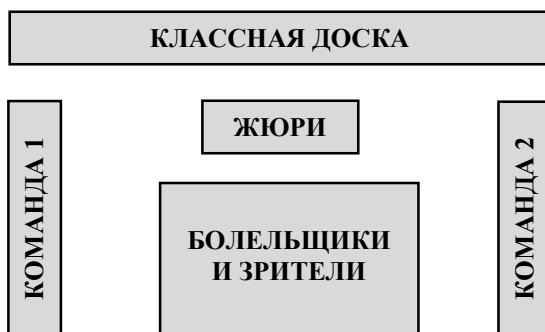 КЛАССНАЯ ДОСКА
КОМАНДА 1
ЖЮРИ
КОМАНДА 2
БОЛЕЛЬЩИКИ
И ЗРИТЕЛИ